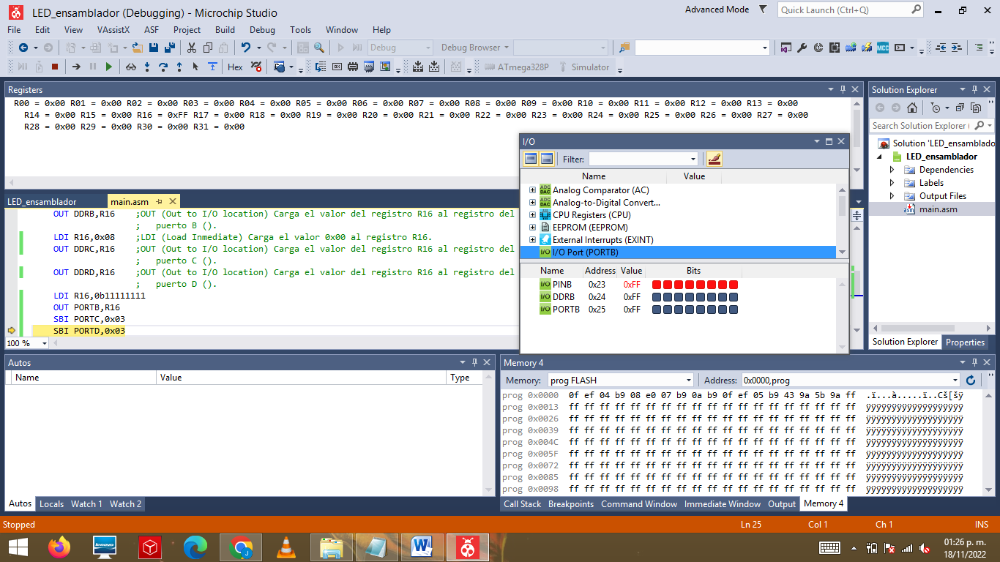 LED_ensamblador (Debugging) - Microchip Studio
Advanced Mode
Quick Launch (Ctrl+Q)
File Edit View VAssistX ASF Project Build Debug Tools Window Help
Debug Debug Browser
Hex ATmega328P Simulator
Registers
R00 = 0x00 R01 = 0x00 R02 = 0x00 R03 = 0x00 R04 = 0x00 R05 = 0x00 R06 = 0x00 R07 = 0x00 R08 = 0x00 R09 = 0x00 R10 = 0x00 R11 = 0x00 R12 = 0x00 R13 = 0x00
R14 = 0x00 R15 = 0x00 R16 = 0xFF R17 = 0x00 R18 = 0x00 R19 = 0x00 R20 = 0x00 R21 = 0x00 R22 = 0x00 R23 = 0x00 R24 = 0x00 R25 = 0x00 R26 = 0x00 R27 = 0x00
R28 = 0x00 R29 = 0x00 R30 = 0x00 R31 = 0x00
I/O
Filter:
Name Value
Analog Comparator (AC)
Analog-to-Digital Convert...
CPU Registers (CPU)
EEPROM (EEPROM)
External Interrupts (EXINT)
I/O Port (PORTB)
Name Address Value Bits
PINB 0x23 0xFF
DDRB 0x24 0xFF
PORTB 0x25 0xFF
Solution Explorer
Search Solution Explorer (
Solution 'LED_ensamblado
LED_ensamblador
Dependencies
Labels
Output Files
main.asm
Solution Explorer Properties
LED_ensamblador main.asm
OUT DDRB,R16 ;OUT (Out to I/O location) Carga el valor del registro R16 al registro del
; puerto B ().
LDI R16,0x08 ;LDI (Load Inmediate) Carga el valor 0x00 al registro R16.
OUT DDRC,R16 ;OUT (Out to I/O location) Carga el valor del registro R16 al registro del
; puerto C ().
OUT DDRD,R16 ;OUT (Out to I/O location) Carga el valor del registro R16 al registro del
; puerto D ().
LDI R16,0b11111111
OUT PORTB,R16
SBI PORTC,0x03
SBI PORTD,0x03
100 %
Autos
Name Value Type
Autos Locals Watch 1 Watch 2
Memory 4
Memory: prog FLASH Address: 0x0000,prog
prog 0x0000 0f ef 04 b9 08 e0 07 b9 0a b9 0f ef 05 b9 43 9a 5b 9a ff .ï...à.....ï..Cš[šÿ
prog 0x0013 ff ff ff ff ff ff ff ff ff ff ff ff ff ff ff ff ff ff ff ÿÿÿÿÿÿÿÿÿÿÿÿÿÿÿÿÿÿÿ
prog 0x0026 ff ff ff ff ff ff ff ff ff ff ff ff ff ff ff ff ff ff ff ÿÿÿÿÿÿÿÿÿÿÿÿÿÿÿÿÿÿÿ
prog 0x0039 ff ff ff ff ff ff ff ff ff ff ff ff ff ff ff ff ff ff ff ÿÿÿÿÿÿÿÿÿÿÿÿÿÿÿÿÿÿÿ
prog 0x004C ff ff ff ff ff ff ff ff ff ff ff ff ff ff ff ff ff ff ff ÿÿÿÿÿÿÿÿÿÿÿÿÿÿÿÿÿÿÿ
prog 0x005F ff ff ff ff ff ff ff ff ff ff ff ff ff ff ff ff ff ff ff ÿÿÿÿÿÿÿÿÿÿÿÿÿÿÿÿÿÿÿ
prog 0x0072 ff ff ff ff ff ff ff ff ff ff ff ff ff ff ff ff ff ff ff ÿÿÿÿÿÿÿÿÿÿÿÿÿÿÿÿÿÿÿ
prog 0x0085 ff ff ff ff ff ff ff ff ff ff ff ff ff ff ff ff ff ff ff ÿÿÿÿÿÿÿÿÿÿÿÿÿÿÿÿÿÿÿ
prog 0x0098 ff ff ff ff ff ff ff ff ff ff ff ff ff ff ff ff ff ff ff ÿÿÿÿÿÿÿÿÿÿÿÿÿÿÿÿÿÿÿ
Call Stack Breakpoints Command Window Immediate Window Output Memory 4
Stopped Ln 25 Col 1 Ch 1 INS
lenovo
01:26 p. m.
18/11/2022